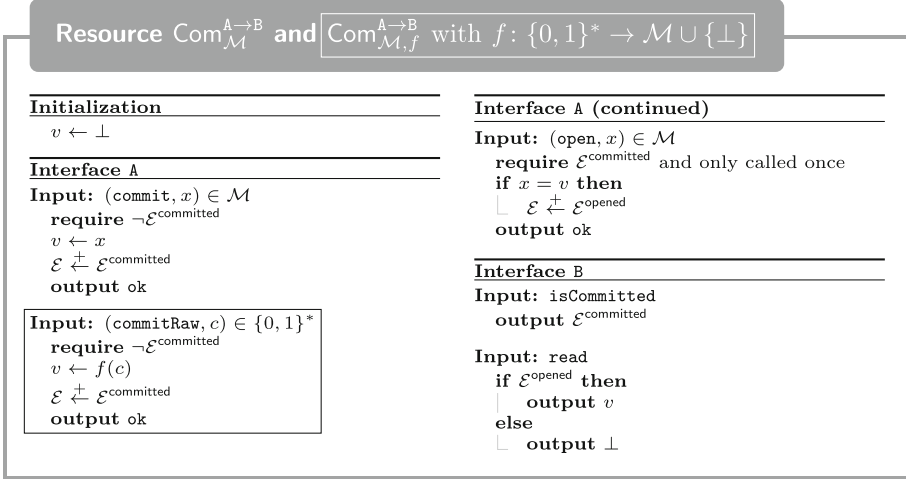 Resource Com_ℳ^{A→B} and Com_{ℳ,f}^{A→B} with f : {0, 1}* → ℳ ∪ {⊥}
Initialization
v ← ⊥
Interface A
Input: (commit, x) ∈ ℳ
require ¬ℰ^committed
v ← x
ℰ ←^+ ℰ^committed
output ok
Input: (commitRaw, c) ∈ {0, 1}*
require ¬ℰ^committed
v ← f(c)
ℰ ←^+ ℰ^committed
output ok
Interface A (continued)
Input: (open, x) ∈ ℳ
require ℰ^committed and only called once
if x = v then
ℰ ←^+ ℰ^opened
output ok
Interface B
Input: isCommitted
output ℰ^committed
Input: read
if ℰ^opened then
output v
else
output ⊥